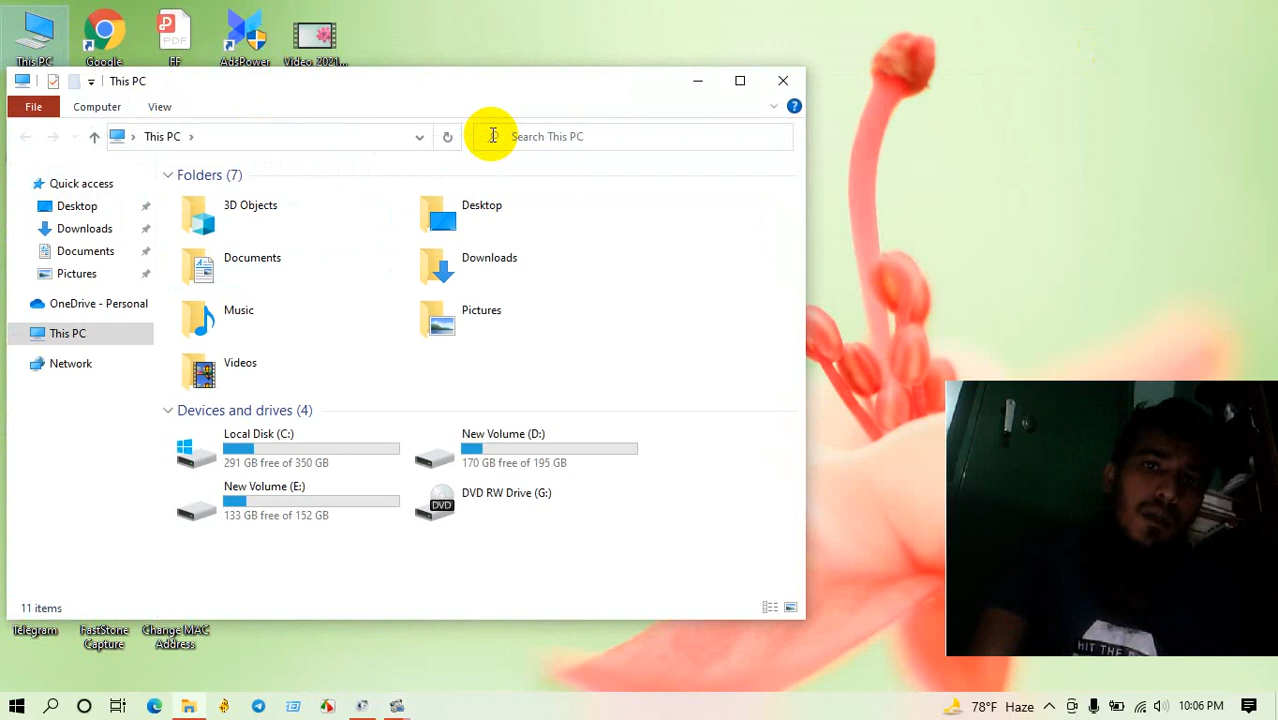 This PC
Google
FF
AdsPower
Video 2021...
PDF
This PC
File
Computer
View
This PC
Search This PC
Quick access
Desktop
Downloads
Documents
Pictures
OneDrive - Personal
This PC
Network
Folders (7)
3D Objects
Desktop
Documents
Downloads
Music
Pictures
Videos
Devices and drives (4)
Local Disk (C:)
291 GB free of 350 GB
New Volume (D:)
170 GB free of 195 GB
New Volume (E:)
133 GB free of 152 GB
DVD RW Drive (G:)
DVD
11 items
Telegram
FastStone
Capture
Change MAC
Address
HIT THE
78°F Haze
10:06 PM